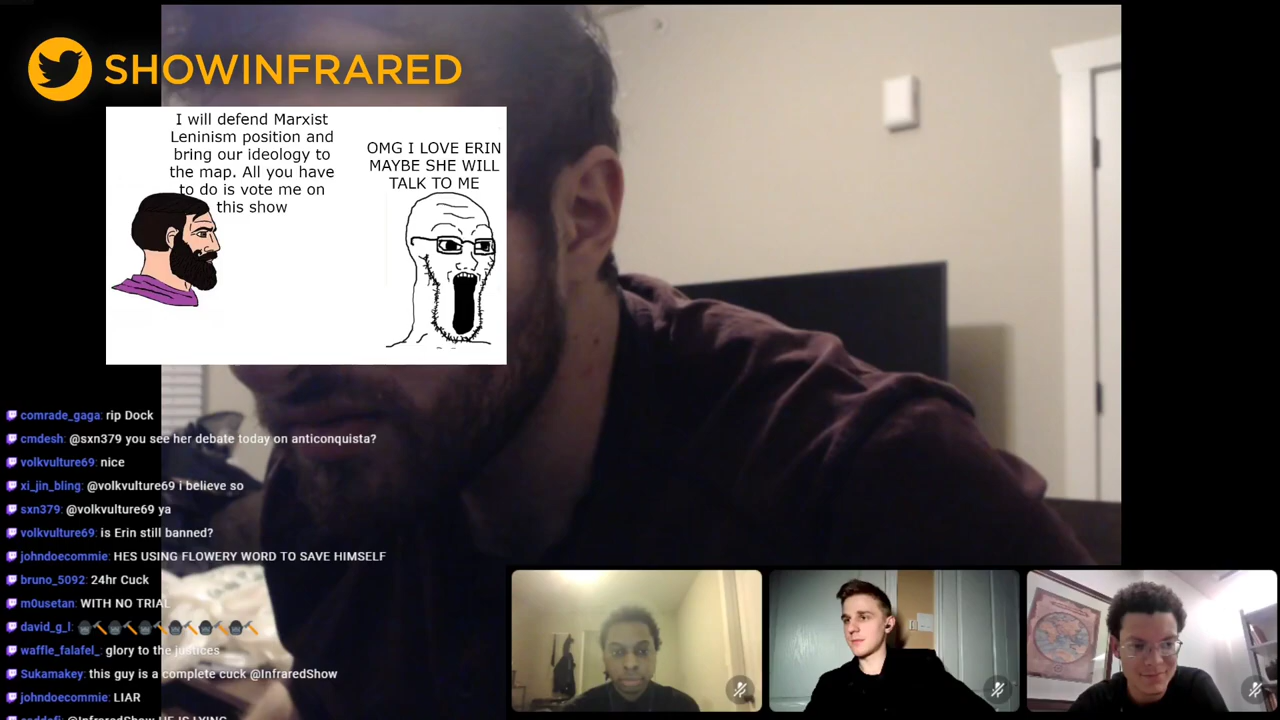 SHOWINFRARED
I will defend Marxist
Leninism position and
bring our ideology to
the map. All you have
to do is vote me on
this show
OMG I LOVE ERIN
MAYBE SHE WILL
TALK TO ME
comrade_gaga: rip Dock
cmdesh: @sxn379 you see her debate today on anticonquista?
volkvulture69: nice
xi_jin_bling: @volkvulture69 i believe so
sxn379: @volkvulture69 ya
volkvulture69: is Erin still banned?
johndoecommie: HES USING FLOWERY WORD TO SAVE HIMSELF
bruno_5092: 24hr Cuck
m0usetan: WITH NO TRIAL
david_g_l:
waffle_falafel_: glory to the justices
Sukamakey: this guy is a complete cuck @InfraredShow
johndoecommie: LIAR
@InfraredShow HE IS LYING